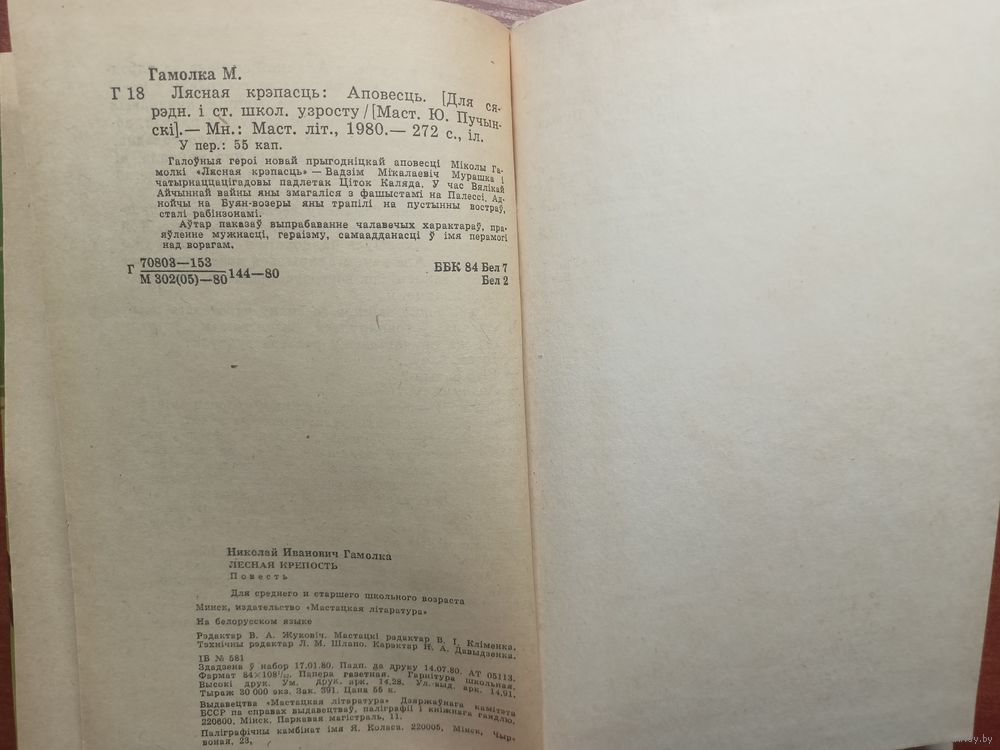 Гамолка М.
Г 18 Лясная крэпасць: Аповесць. [Для ся-
рэдн. і ст. школ. узросту / [Маст. Ю. Пучын-
скі].— Мн.: Маст. літ., 1980.— 272 с., іл.
У пер.: 55 кап.
Галоўныя героі новай прыгодніцкай аповесці Міколы Га-
молкі «Лясная крэпасць» — Вадзім Мікалаевіч Мурашка і
чатырнаццацігадовы падлетак Ціток Каляда. У час Вялікай
Айчыннай вайны яны змагаліся з фашыстамі на Палессі. Ад-
нойчы на Буян-возеры яны трапілі на пустынны востраў,
сталі рабінзонамі.
Аўтар паказаў выпрабаванне чалавечых характараў, пра-
яўленне мужнасці, гераізму, самаадданасці ў імя перамогі
над ворагам.
Г 70803—153
М 302(05)—80 144—80
ББК 84 Бел 7
Бел 2
Николай Иванович Гамолка
ЛЕСНАЯ КРЕПОСТЬ
Повесть
Для среднего и старшего школьного возраста
Минск, издательство «Мастацкая літаратура»
На белорусском языке
Рэдактар В. А. Жуковіч. Мастацкі рэдактар В. І. Кліменка.
Тэхнічны рэдактар Л. М. Шлапо. Карэктар Н. А. Давыдзенка.
ІБ № 581
Здадзена ў набор 17.01.80. Падп. да друку 14.07.80. АТ 05113.
Фармат 84×108¹/₃₂. Папера газетная. Гарнітура школьная.
Высокі друк. Ум. друк. арк. 14,28. Ул.-выд. арк. 14,91.
Тыраж 30 000 экз. Зак. 391. Цана 55 к.
Выдавецтва «Мастацкая літаратура» Дзяржаўнага камітэта
БССР па справах выдавецтваў, паліграфіі і кніжнага гандлю.
220600. Мінск, Паркавая магістраль, 11.
Паліграфічны камбінат імя Я. Коласа. 220005, Мінск, Чыр-
воная, 23.